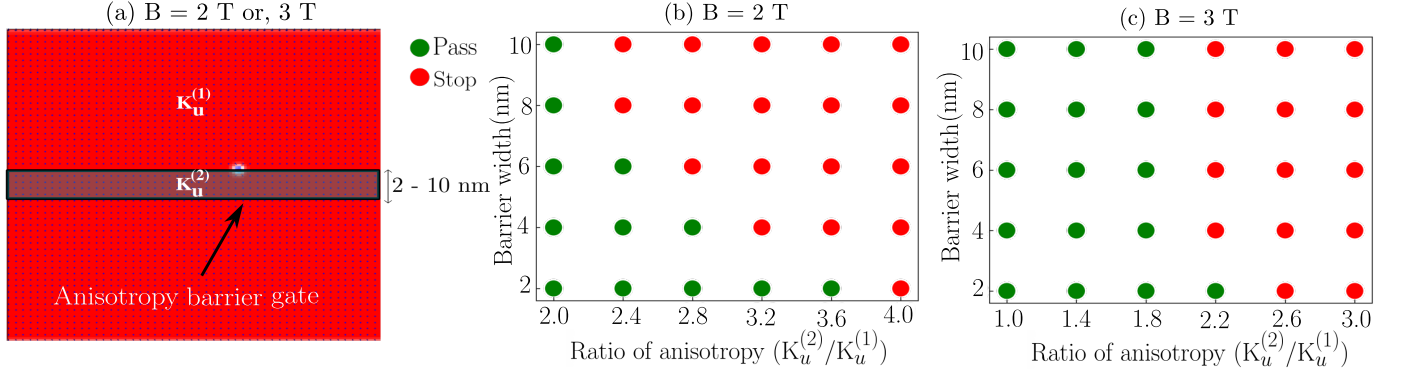 (a) B = 2 T or, 3 T
K_u^(1)
K_u^(2)
2 - 10 nm
Anisotropy barrier gate
Pass
Stop
(b) B = 2 T
Barrier width(nm)
10
8
6
4
2
2.0 2.4 2.8 3.2 3.6 4.0
Ratio of anisotropy (K_u^(2)/K_u^(1))
(c) B = 3 T
Barrier width(nm)
10
8
6
4
2
1.0 1.4 1.8 2.2 2.6 3.0
Ratio of anisotropy (K_u^(2)/K_u^(1))